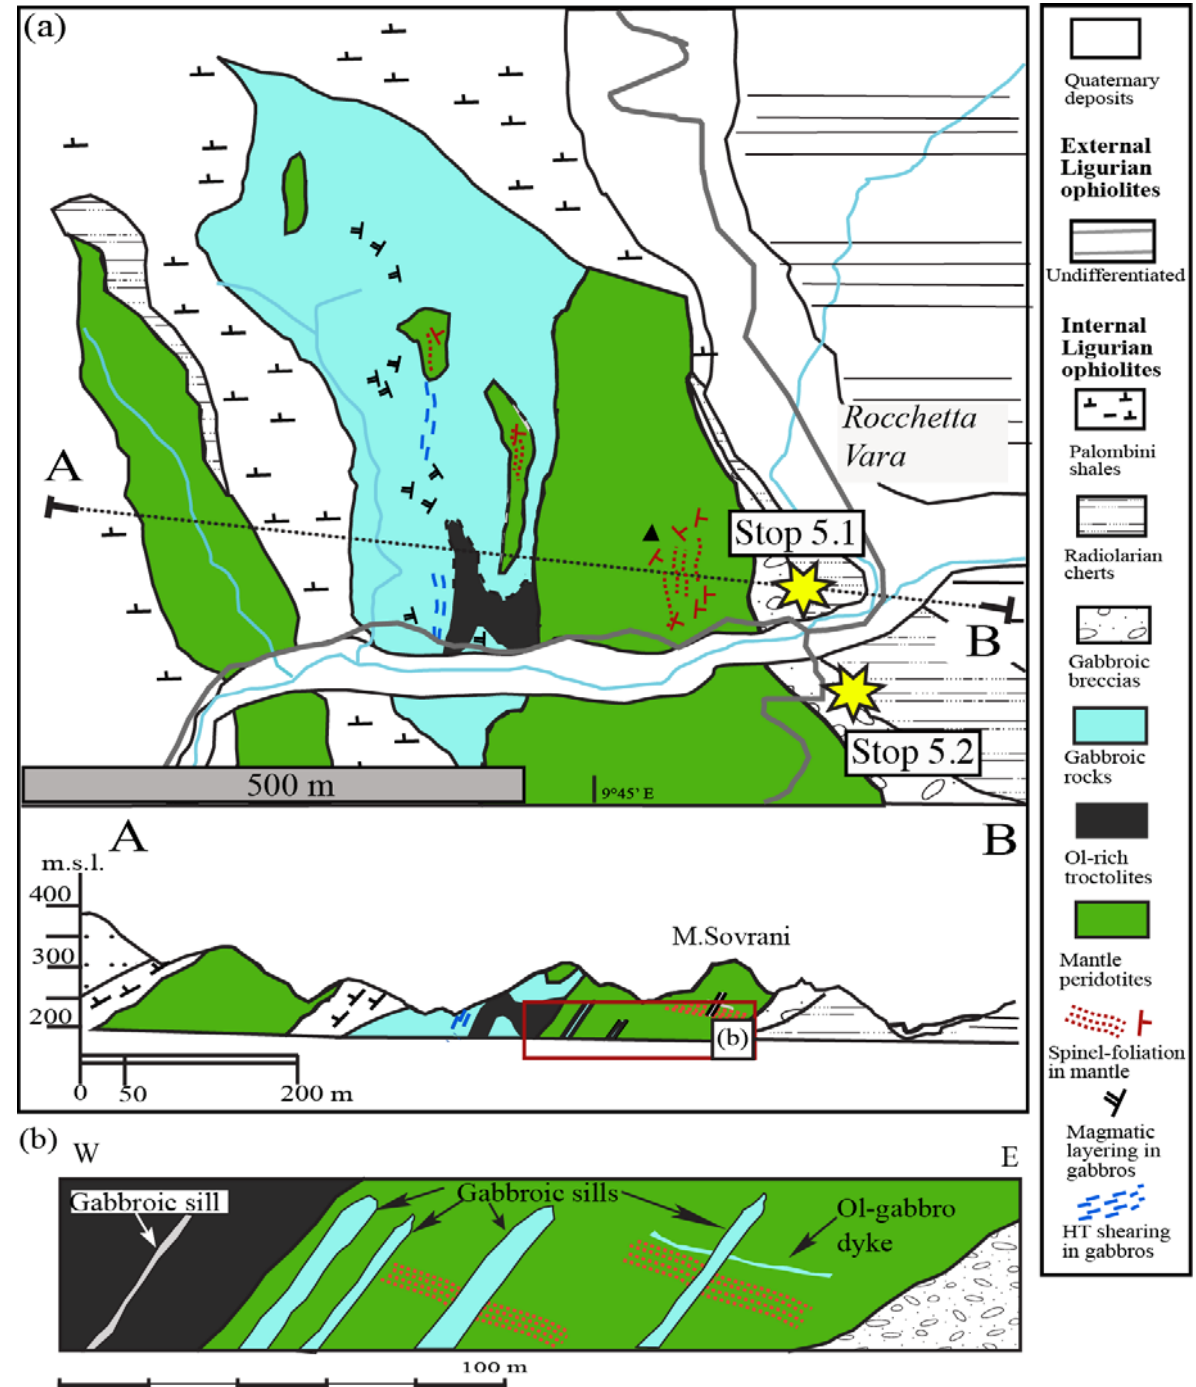 (a)
Rocchetta
Vara
A
Stop 5.1
B
Stop 5.2
500 m
9°45’ E
A
B
m.s.l.
400
300
200
M.Sovrani
(b)
0
50
200 m
(b)
W
E
Gabbroic sill
Gabbroic sills
Ol-gabbro
dyke
100 m
Quaternary
deposits
External
Ligurian
ophiolites
Undifferentiated
Internal
Ligurian
ophiolites
Palombini
shales
Radiolarian
cherts
Gabbroic
breccias
Gabbroic
rocks
Ol-rich
troctolites
Mantle
peridotites
Spinel-foliation
in mantle
Magmatic
layering in
gabbros
HT shearing
in gabbros